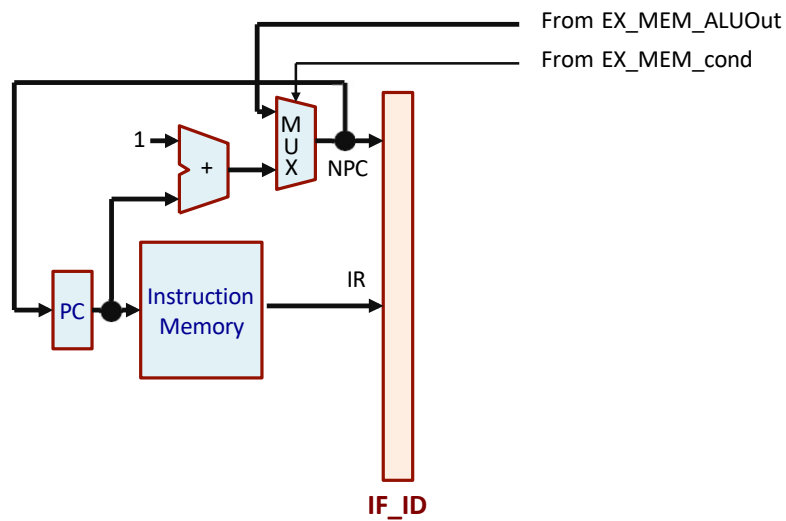 From EX_MEM_ALUOut
From EX_MEM_cond
1
+
M
U
X
NPC
PC
Instruction
Memory
IR
IF_ID